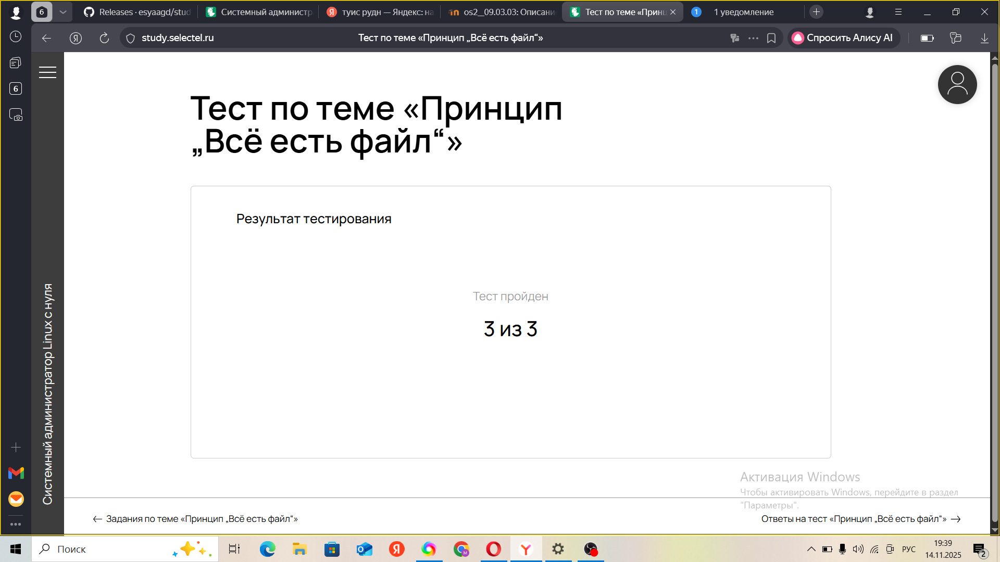 6
Releases · esyaagd/stud
Системный администр
туис рудн — Яндекс: на
os2__09.03.03: Описани
Тест по теме «Принц
1
1 уведомление
study.selectel.ru
Тест по теме «Принцип „Всё есть файл“»
Спросить Алису AI
6
Системный администратор Linux с нуля
Тест по теме «Принцип
„Всё есть файл“»
Результат тестирования
Тест пройден
3 из 3
Активация Windows
Чтобы активировать Windows, перейдите в раздел
"Параметры".
← Задания по теме «Принцип „Всё есть файл“»
Ответы на тест «Принцип „Всё есть файл“» →
Поиск
РУС
19:39
14.11.2025
2